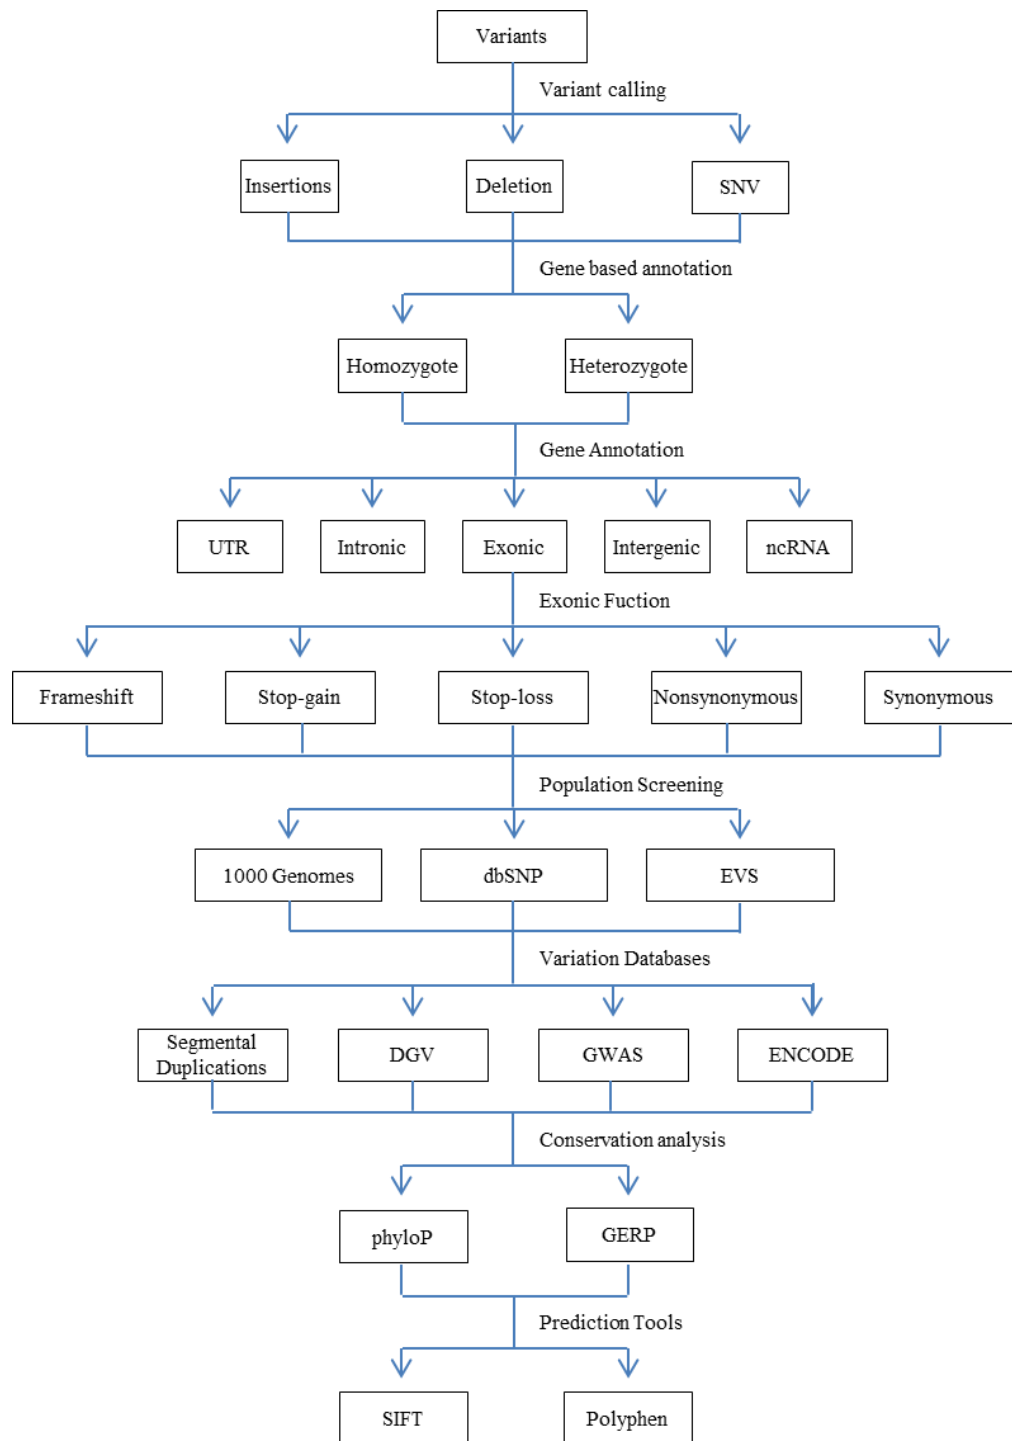 Variants
Variant calling
Insertions
Deletion
SNV
Gene based annotation
Homozygote
Heterozygote
Gene Annotation
UTR
Intronic
Exonic
Intergenic
ncRNA
Exonic Fuction
Frameshift
Stop-gain
Stop-loss
Nonsynonymous
Synonymous
Population Screening
1000 Genomes
dbSNP
EVS
Variation Databases
Segmental
Duplications
DGV
GWAS
ENCODE
Conservation analysis
phyloP
GERP
Prediction Tools
SIFT
Polyphen